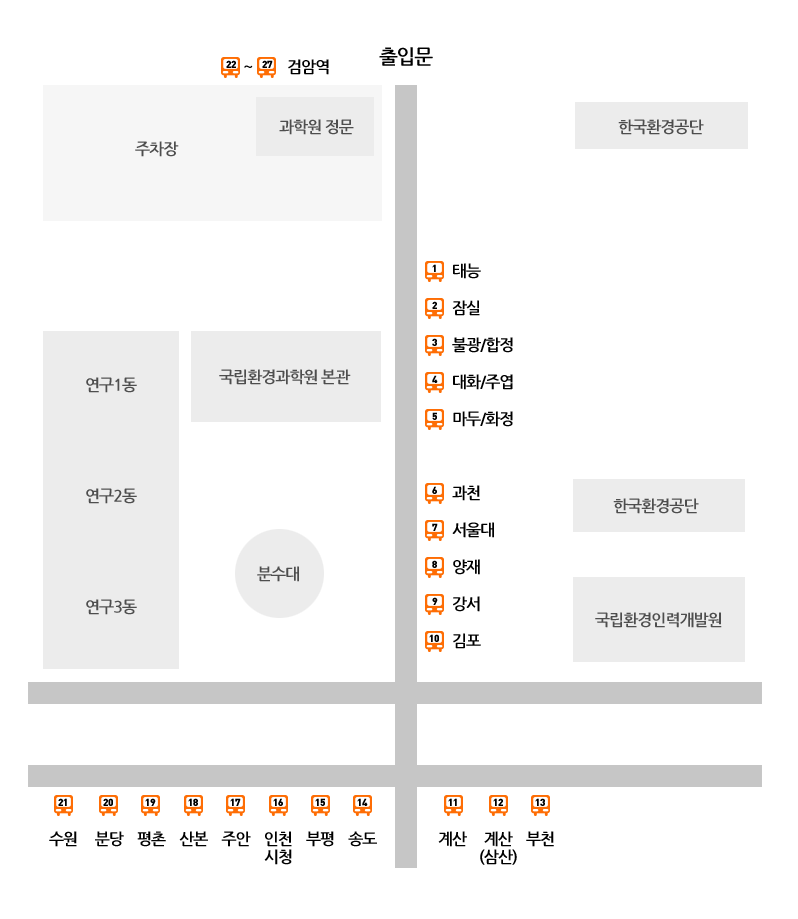 출입문
22 ~ 27 검암역
과학원 정문
주차장
한국환경공단
1 태능
2 잠실
3 불광/합정
4 대화/주엽
5 마두/화정
연구1동
국립환경과학원 본관
연구2동
분수대
연구3동
6 과천
7 서울대
8 양재
9 강서
10 김포
한국환경공단
국립환경인력개발원
21 20 19 18 17 16 15 14 11 12 13
수원 분당 평촌 산본 주안 인천 부평 송도 계산 계산 부천
시청 (삼산)